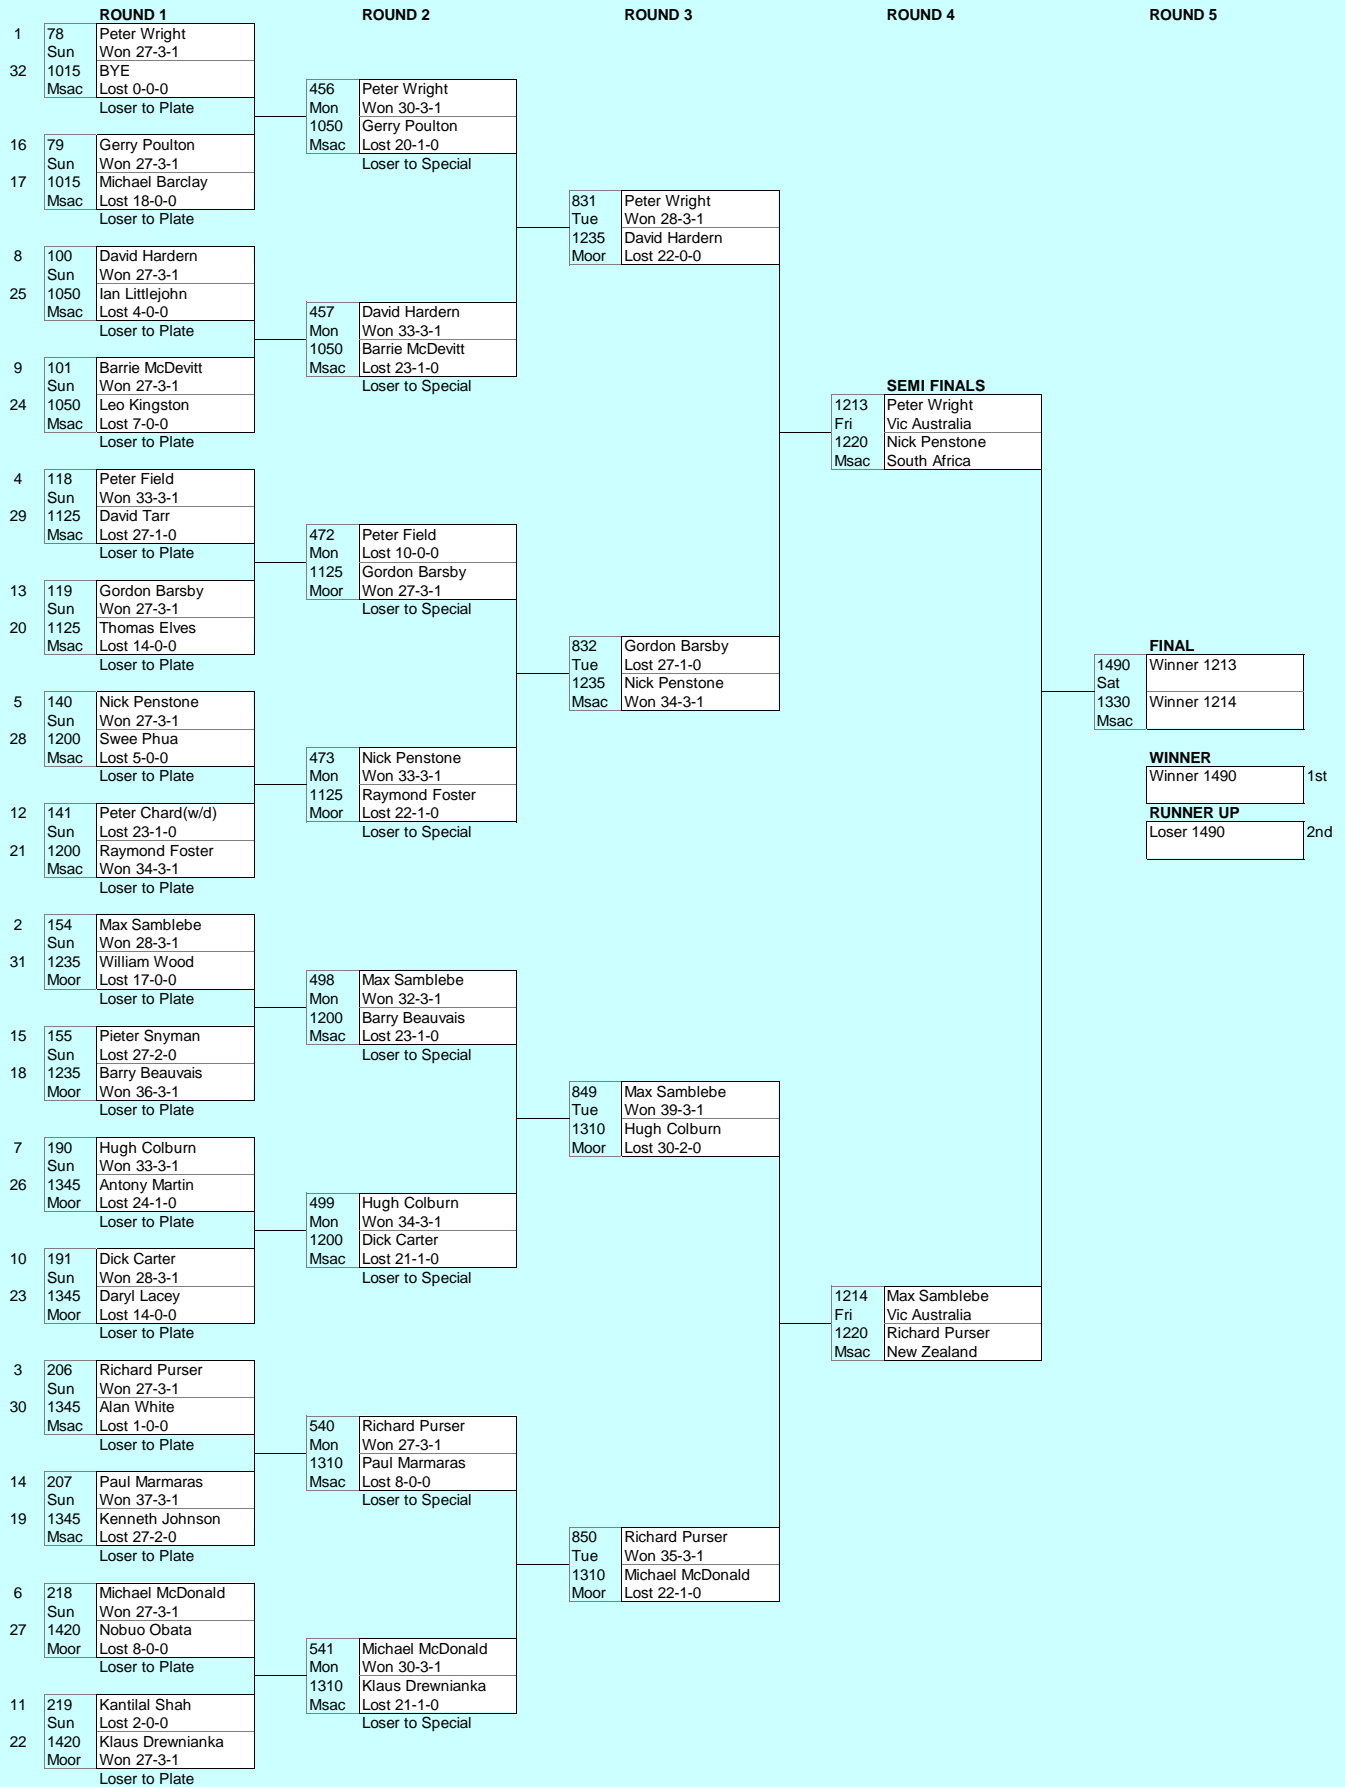 ROUND 1
ROUND 2
ROUND 3
ROUND 4
ROUND 5
1 78 Peter Wright
Sun Won 27-3-1
32 1015 BYE
Msac Lost 0-0-0
Loser to Plate
16 79 Gerry Poulton
Sun Won 27-3-1
17 1015 Michael Barclay
Msac Lost 18-0-0
Loser to Plate
8 100 David Hardern
Sun Won 27-3-1
25 1050 Ian Littlejohn
Msac Lost 4-0-0
Loser to Plate
9 101 Barrie McDevitt
Sun Won 27-3-1
24 1050 Leo Kingston
Msac Lost 7-0-0
Loser to Plate
4 118 Peter Field
Sun Won 33-3-1
29 1125 David Tarr
Msac Lost 27-1-0
Loser to Plate
13 119 Gordon Barsby
Sun Won 27-3-1
20 1125 Thomas Elves
Msac Lost 14-0-0
Loser to Plate
5 140 Nick Penstone
Sun Won 27-3-1
28 1200 Swee Phua
Msac Lost 5-0-0
Loser to Plate
12 141 Peter Chard(w/d)
Sun Lost 23-1-0
21 1200 Raymond Foster
Msac Won 34-3-1
Loser to Plate
2 154 Max Samblebe
Sun Won 28-3-1
31 1235 William Wood
Moor Lost 17-0-0
Loser to Plate
15 155 Pieter Snyman
Sun Lost 27-2-0
18 1235 Barry Beauvais
Moor Won 36-3-1
Loser to Plate
7 190 Hugh Colburn
Sun Won 33-3-1
26 1345 Antony Martin
Moor Lost 24-1-0
Loser to Plate
10 191 Dick Carter
Sun Won 28-3-1
23 1345 Daryl Lacey
Moor Lost 14-0-0
Loser to Plate
3 206 Richard Purser
Sun Won 27-3-1
30 1345 Alan White
Msac Lost 1-0-0
Loser to Plate
14 207 Paul Marmaras
Sun Won 37-3-1
19 1345 Kenneth Johnson
Msac Lost 27-2-0
Loser to Plate
6 218 Michael McDonald
Sun Won 27-3-1
27 1420 Nobuo Obata
Moor Lost 8-0-0
Loser to Plate
11 219 Kantilal Shah
Sun Lost 2-0-0
22 1420 Klaus Drewnianka
Moor Won 27-3-1
Loser to Plate
456 Peter Wright
Mon Won 30-3-1
1050 Gerry Poulton
Msac Lost 20-1-0
Loser to Special
457 David Hardern
Mon Won 33-3-1
1050 Barrie McDevitt
Msac Lost 23-1-0
Loser to Special
472 Peter Field
Mon Lost 10-0-0
1125 Gordon Barsby
Moor Won 27-3-1
Loser to Special
473 Nick Penstone
Mon Won 33-3-1
1125 Raymond Foster
Moor Lost 22-1-0
Loser to Special
498 Max Samblebe
Mon Won 32-3-1
1200 Barry Beauvais
Msac Lost 23-1-0
Loser to Special
499 Hugh Colburn
Mon Won 34-3-1
1200 Dick Carter
Msac Lost 21-1-0
Loser to Special
540 Richard Purser
Mon Won 27-3-1
1310 Paul Marmaras
Msac Lost 8-0-0
Loser to Special
541 Michael McDonald
Mon Won 30-3-1
1310 Klaus Drewnianka
Msac Lost 21-1-0
Loser to Special
831 Peter Wright
Tue Won 28-3-1
1235 David Hardern
Moor Lost 22-0-0
832 Gordon Barsby
Tue Lost 27-1-0
1235 Nick Penstone
Msac Won 34-3-1
849 Max Samblebe
Tue Won 39-3-1
1310 Hugh Colburn
Moor Lost 30-2-0
850 Richard Purser
Tue Won 35-3-1
1310 Michael McDonald
Moor Lost 22-1-0
SEMI FINALS
1213 Peter Wright
Fri Vic Australia
1220 Nick Penstone
Msac South Africa
1214 Max Samblebe
Fri Vic Australia
1220 Richard Purser
Msac New Zealand
FINAL
1490 Winner 1213
Sat
1330 Winner 1214
Msac
WINNER
Winner 1490 1st
RUNNER UP
Loser 1490 2nd